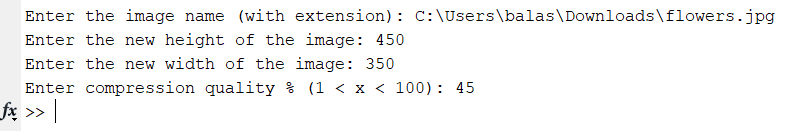 Enter the image name (with extension): C:\Users\balas\Downloads\flowers.jpg
Enter the new height of the image: 450
Enter the new width of the image: 350
Enter compression quality % (1 < x < 100): 45
fx >>